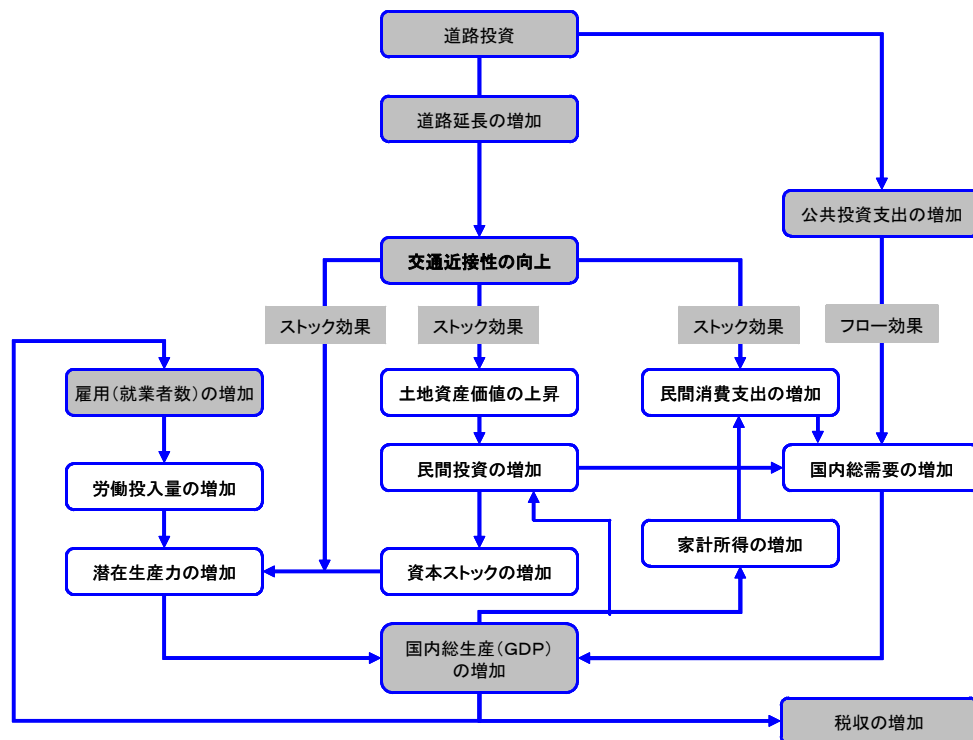 道路投資
道路延長の増加
公共投資支出の増加
交通近接性の向上
ストック効果
ストック効果
ストック効果
フロー効果
雇用(就業者数)の増加
土地資産価値の上昇
民間消費支出の増加
労働投入量の増加
民間投資の増加
国内総需要の増加
潜在生産力の増加
資本ストックの増加
家計所得の増加
国内総生産(GDP)
の増加
税収の増加